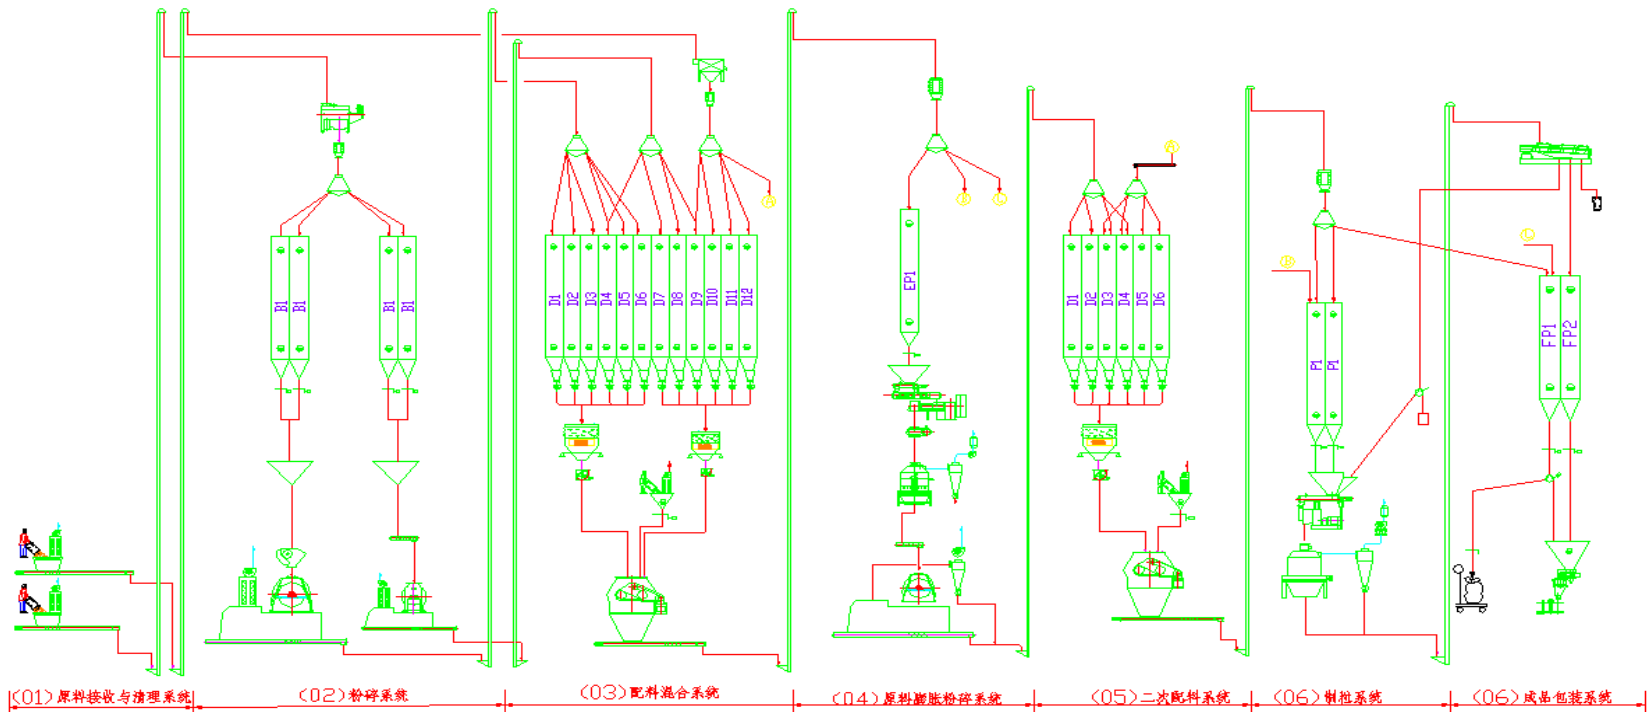 Ⓐ
Ⓐ
Ⓒ
Ⓒ
Ⓑ
B1 B1
B1 B1
D1 D2 D3 D4 D5 D6 D7 D8 D9 D10 D11 D12
EP1
D1 D2 D3 D4 D5 D6
P1 P1
FP1 FP2
(01) 原料接收与清理系统
(02) 粉碎系统
(03) 配料混合系统
(04) 原料膨胀粉碎系统
(05) 二次配料系统
(06) 制粒系统
(06) 成品包装系统